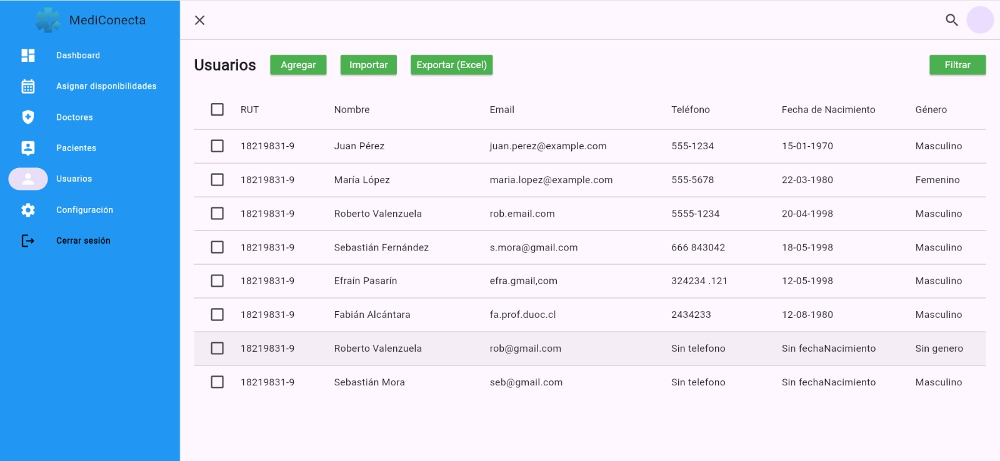 MediConecta
Dashboard
Asignar disponibilidades
Doctores
Pacientes
Usuarios
Configuración
Cerrar sesión
Usuarios Agregar Importar Exportar (Excel) Filtrar
RUT Nombre Email Teléfono Fecha de Nacimiento Género
18219831-9 Juan Pérez juan.perez@example.com 555-1234 15-01-1970 Masculino
18219831-9 María López maria.lopez@example.com 555-5678 22-03-1980 Femenino
18219831-9 Roberto Valenzuela rob.email.com 5555-1234 20-04-1998 Masculino
18219831-9 Sebastián Fernández s.mora@gmail.com 666 843042 18-05-1998 Masculino
18219831-9 Efraín Pasarín efra.gmail,com 324234 .121 12-05-1998 Masculino
18219831-9 Fabián Alcántara fa.prof.duoc.cl 2434233 12-08-1980 Masculino
18219831-9 Roberto Valenzuela rob@gmail.com Sin telefono Sin fechaNacimiento Sin genero
18219831-9 Sebastián Mora seb@gmail.com Sin telefono Sin fechaNacimiento Masculino